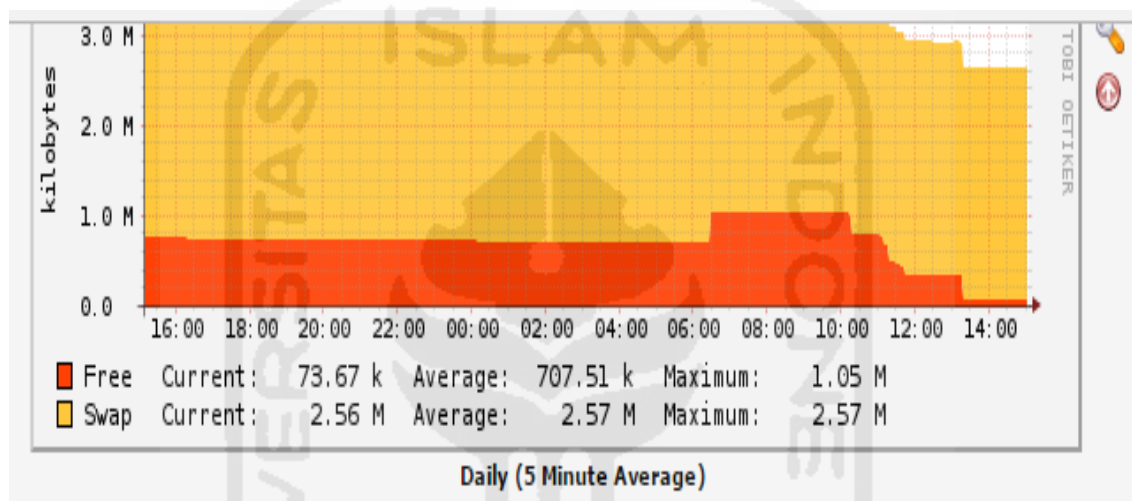 3.0 M
2.0 M
1.0 M
0.0
kilobytes
16:00 18:00 20:00 22:00 00:00 02:00 04:00 06:00 08:00 10:00 12:00 14:00
Free Current: 73.67 k Average: 707.51 k Maximum: 1.05 M
Swap Current: 2.56 M Average: 2.57 M Maximum: 2.57 M
TOBI OETIKER
Daily (5 Minute Average)
VERSITAS
ISLAM
INDONE